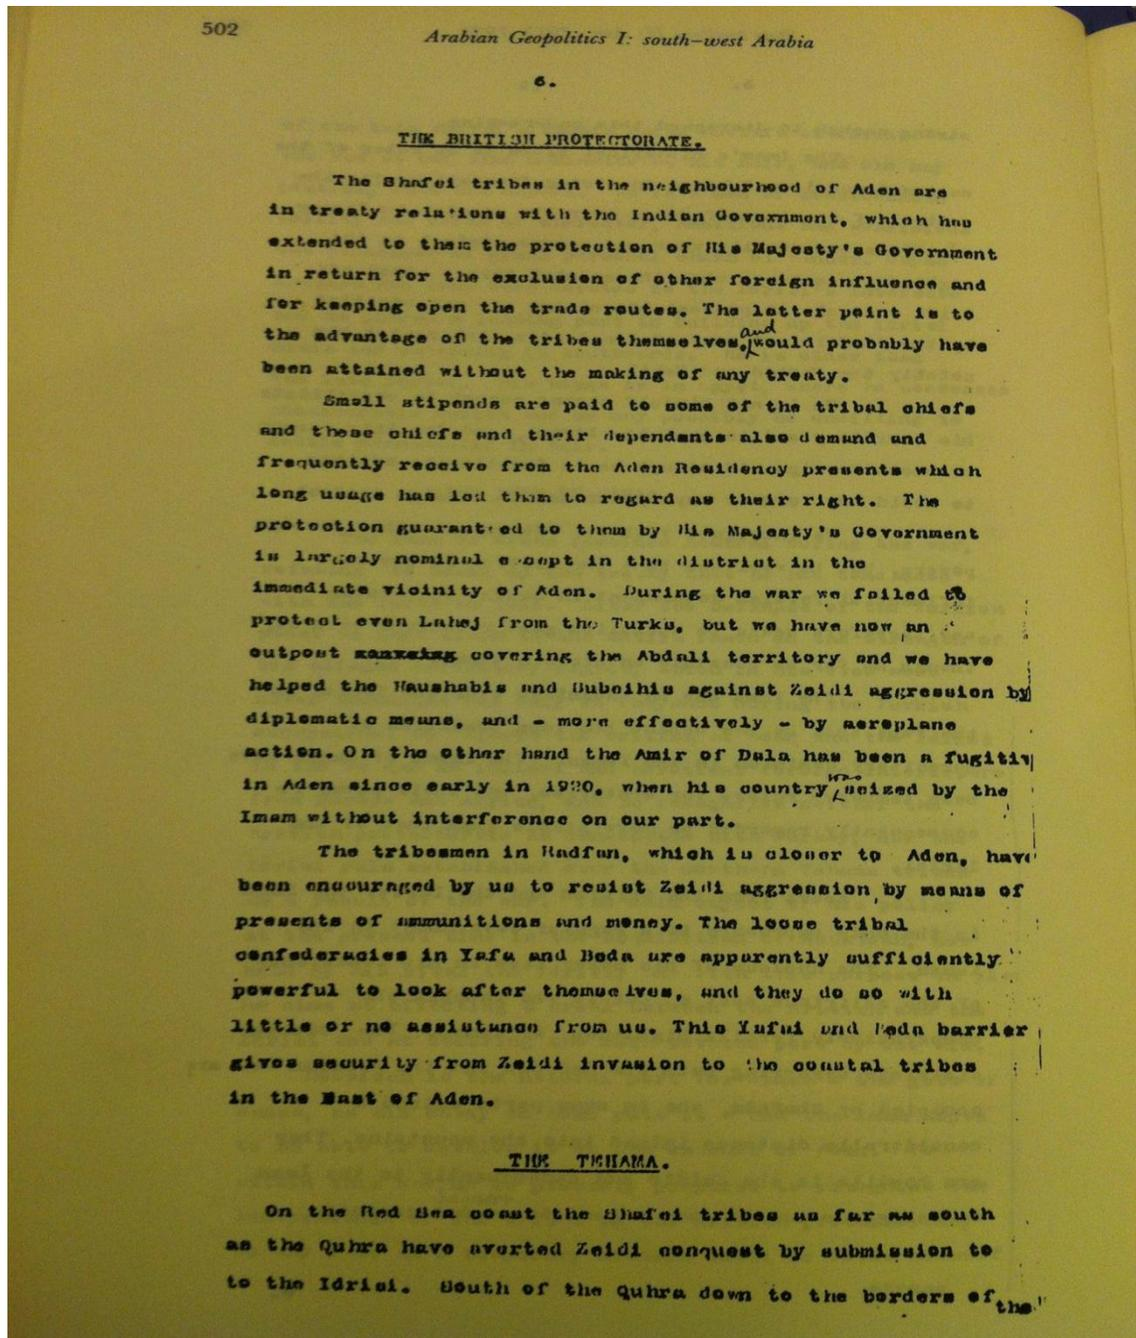 502
Arabian Geopolitics I: south-west Arabia
6.
THE BRITISH PROTECTORATE.
The Shafei tribes in the neighbourhood of Aden are
in treaty relations with the Indian Government, which has
extended to them the protection of His Majesty's Government
in return for the exclusion of other foreign influence and
for keeping open the trade routes. The latter point is to
the advantage of the tribes themselves, and would probably have
been attained without the making of any treaty.
Small stipends are paid to some of the tribal chiefs
and these chiefs and their dependants also demand and
frequently receive from the Aden Residency presents which
long usage has led them to regard as their right. The
protection guaranteed to them by His Majesty's Government
is largely nominal except in the district in the
immediate vicinity of Aden. During the war we failed to
protect even Lahej from the Turks, but we have now an
outpost covering the Abdali territory and we have
helped the Haushabis and Subeihis against Zeidi aggression by
diplomatic means, and - more effectively - by aeroplane
action. On the other hand the Amir of Dala has been a fugitiv
in Aden since early in 1920, when his country was seized by the
Imam without interference on our part.
The tribesmen in Radfan, which is closer to Aden, have
been encouraged by us to resist Zeidi aggression by means of
presents of ammunitions and money. The loose tribal
confederacies in Yafa and Beda are apparently sufficiently
powerful to look after themselves, and they do so with
little or no assistance from us. This Yafai and Beda barrier
gives security from Zeidi invasion to the coastal tribes
in the East of Aden.
THE TEHAMA.
On the Red Sea coast the Shafei tribes as far as south
as the Quhra have averted Zeidi conquest by submission to
to the Idrisi. South of the Quhra down to the borders of the